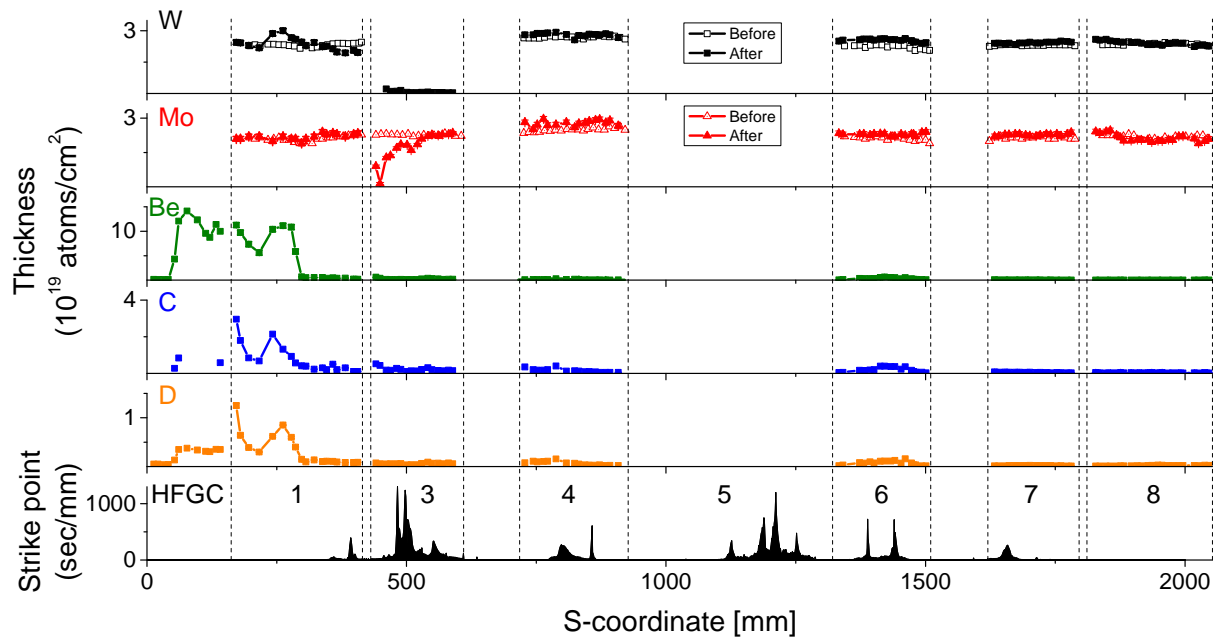 W
3
Before
After
Mo
3
Before
After
Be
10
C
4
D
1
Thickness
(10^19 atoms/cm^2)
HFGC
1
3
4
5
6
7
8
1000
0
Strike point
(sec/mm)
0
500
1000
1500
2000
S-coordinate [mm]